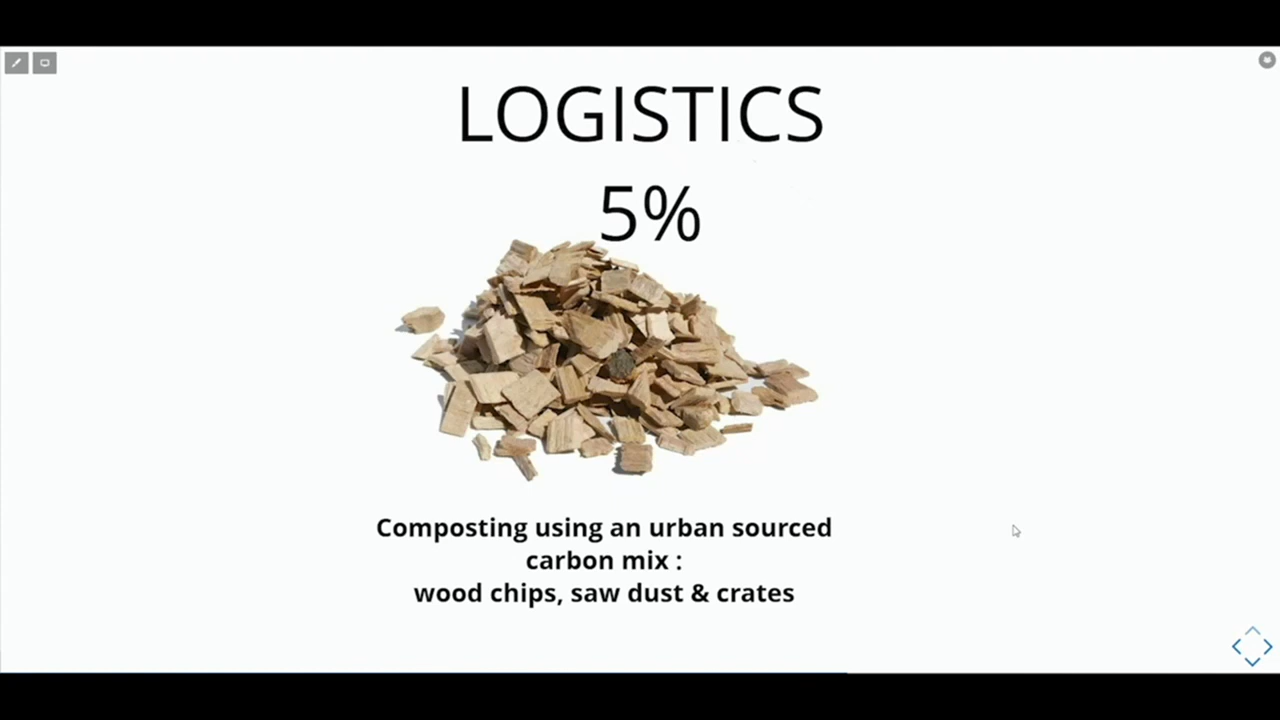 LOGISTICS
5%
Composting using an urban sourced
carbon mix :
wood chips, saw dust & crates